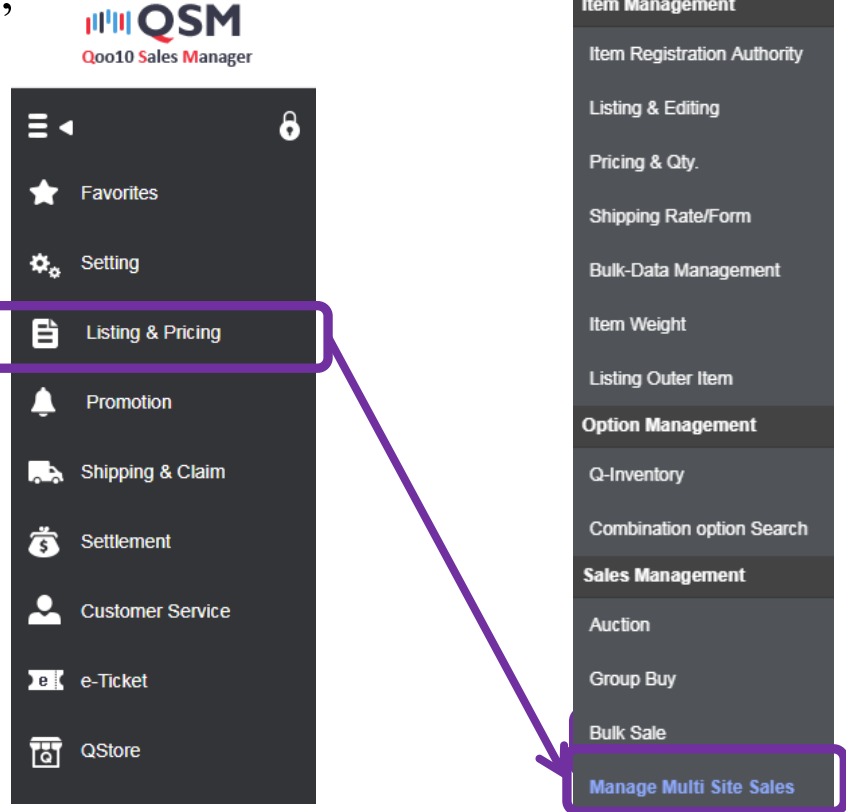 ,
QSM
Qoo10 Sales Manager
Favorites
Setting
Listing & Pricing
Promotion
Shipping & Claim
$
Settlement
Customer Service
e
e-Ticket
Q
QStore
Item Management
Item Registration Authority
Listing & Editing
Pricing & Qty.
Shipping Rate/Form
Bulk-Data Management
Item Weight
Listing Outer Item
Option Management
Q-Inventory
Combination option Search
Sales Management
Auction
Group Buy
Bulk Sale
Manage Multi Site Sales